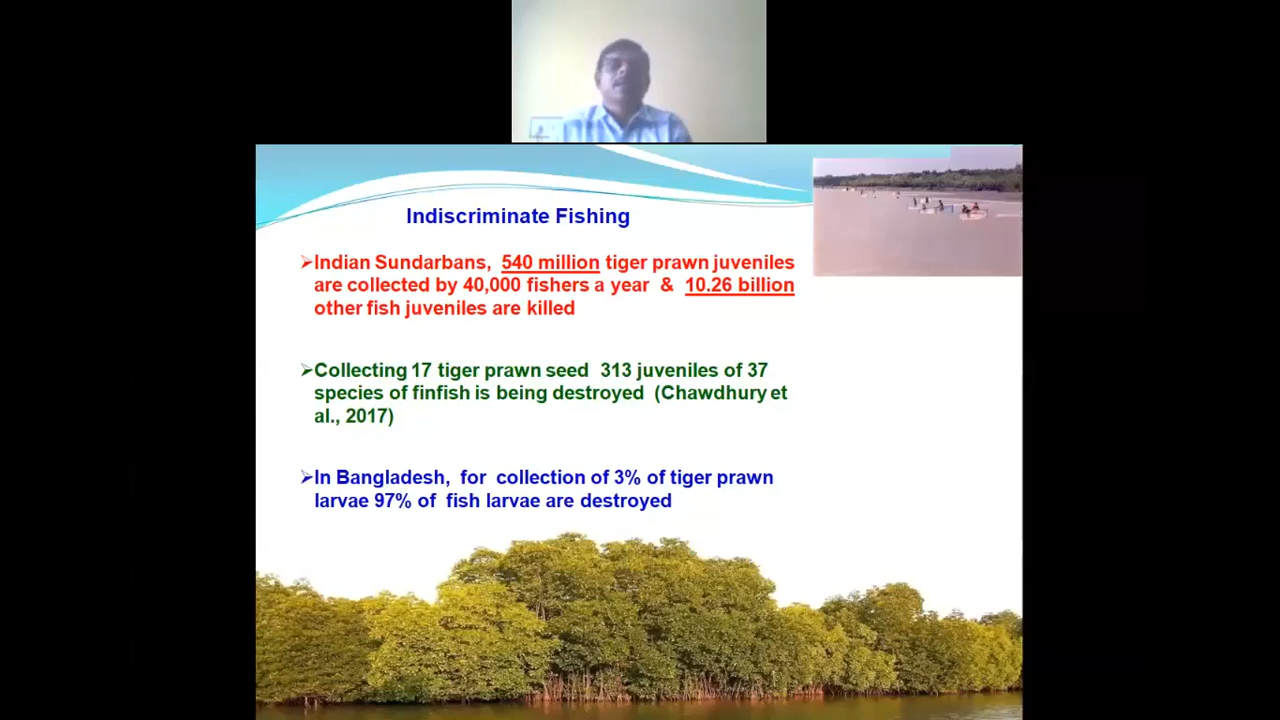 Indiscriminate Fishing
➢Indian Sundarbans, 540 million tiger prawn juveniles
are collected by 40,000 fishers a year & 10.26 billion
other fish juveniles are killed
➢Collecting 17 tiger prawn seed 313 juveniles of 37
species of finfish is being destroyed (Chawdhury et
al., 2017)
➢In Bangladesh, for collection of 3% of tiger prawn
larvae 97% of fish larvae are destroyed